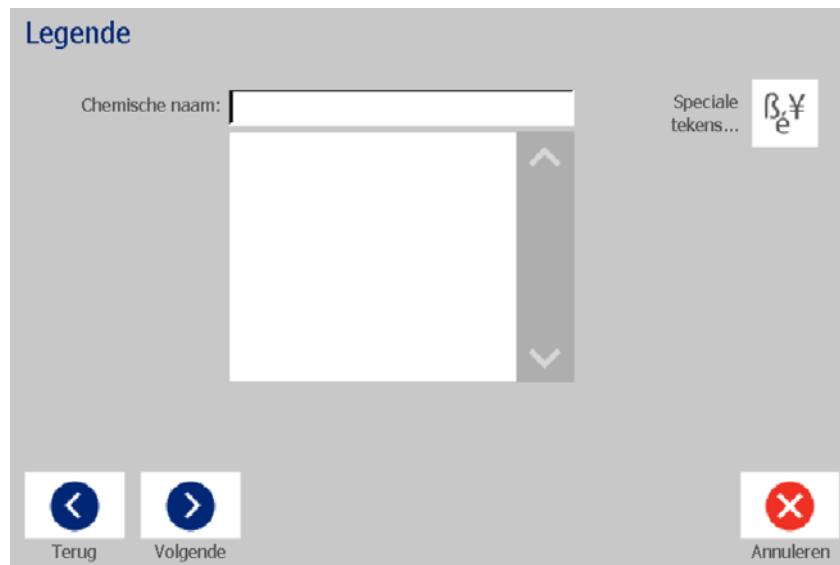 Legende
Chemische naam:
Speciale
tekens...
ß é ¥
Terug
Volgende
Annuleren